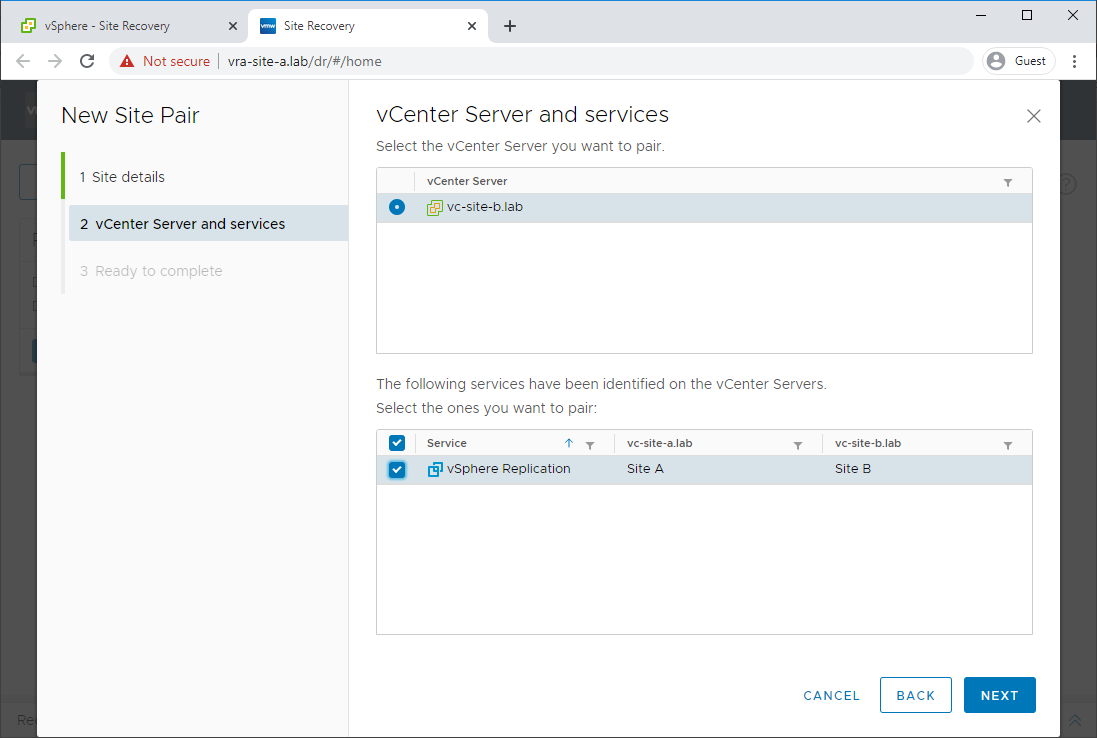 vSphere - Site Recovery
vmw Site Recovery
Not secure vra-site-a.lab/dr/#/home Guest
New Site Pair
1 Site details
2 vCenter Server and services
3 Ready to complete
vCenter Server and services
Select the vCenter Server you want to pair.
vCenter Server
vc-site-b.lab
The following services have been identified on the vCenter Servers.
Select the ones you want to pair:
Service vc-site-a.lab vc-site-b.lab
vSphere Replication Site A Site B
CANCEL BACK NEXT